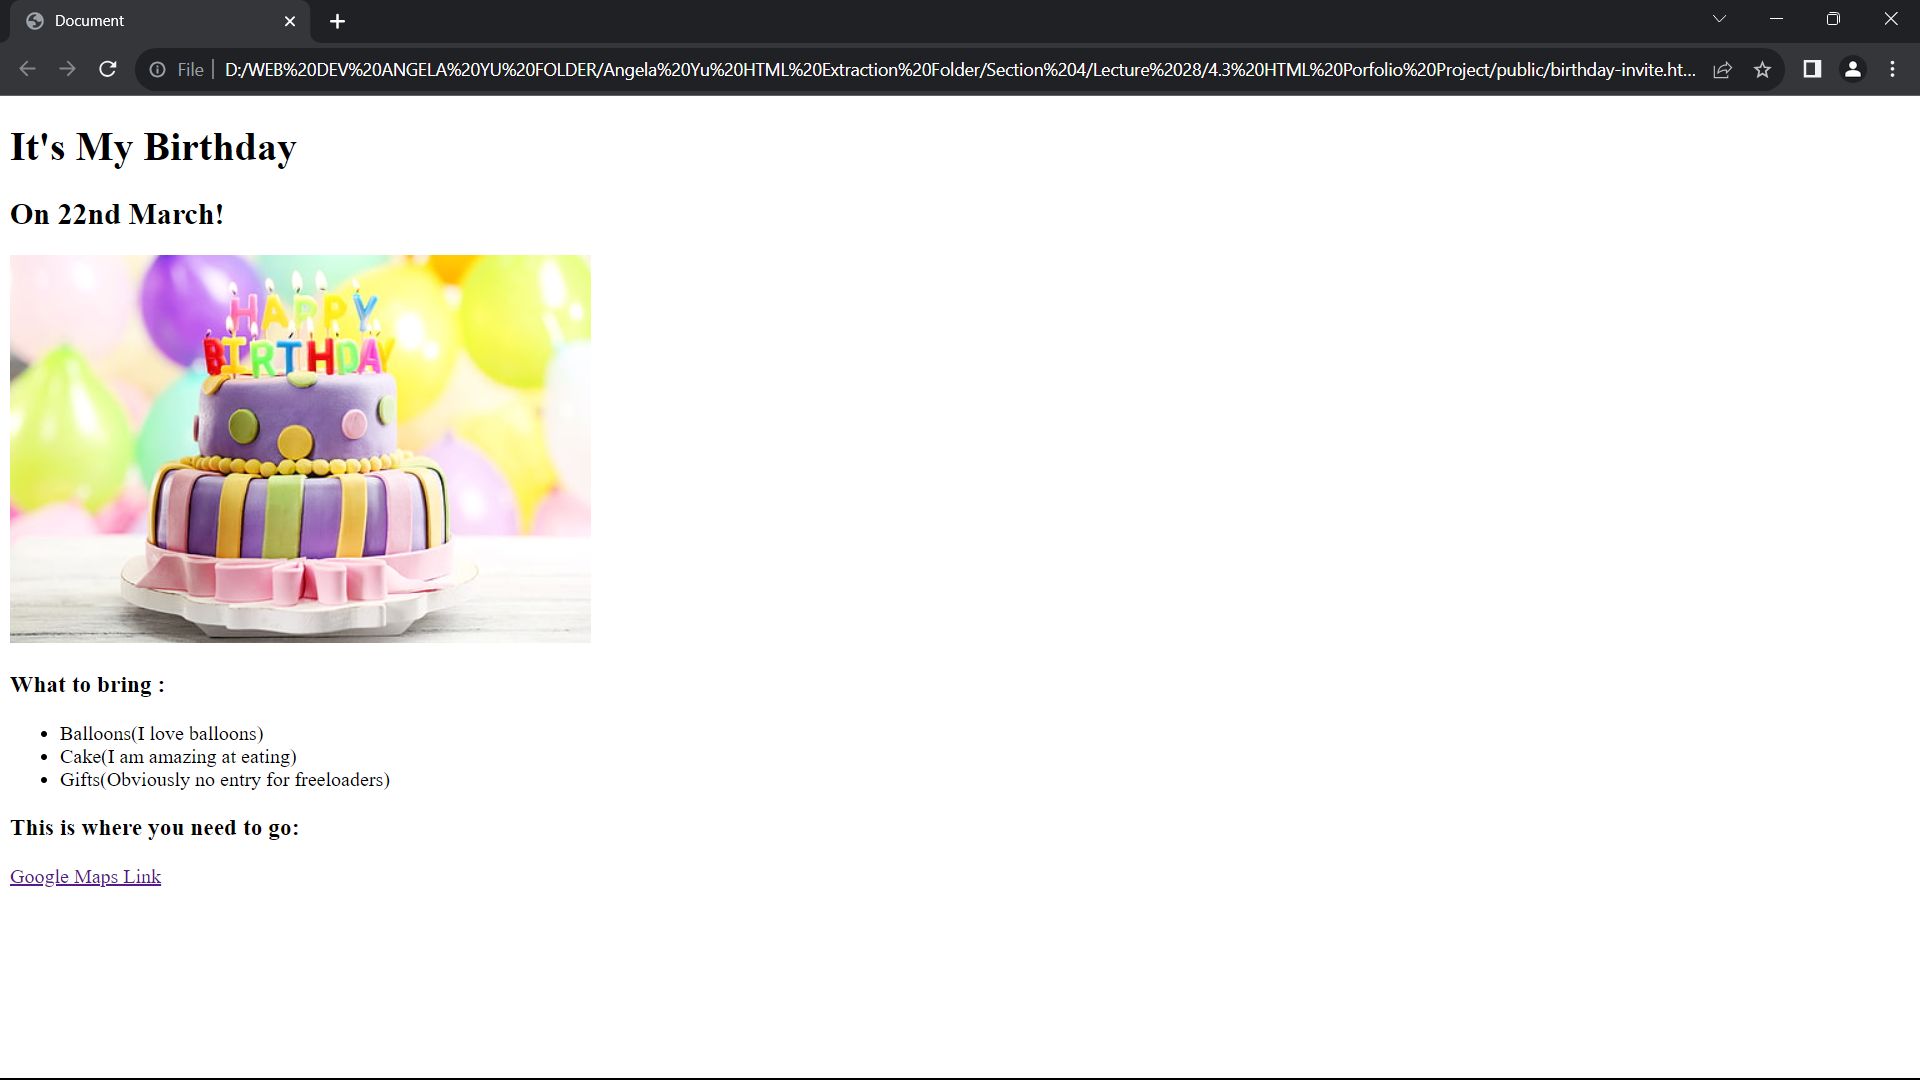 Document
File
D:/WEB%20DEV%20ANGELA%20YU%20FOLDER/Angela%20Yu%20HTML%20Extraction%20Folder/Section%204/Lecture%2028/4.3%20HTML%20Porfolio%20Project/public/birthday-invite.ht...
It's My Birthday
On 22nd March!
HAPPY
BIRTHDAY
What to bring :
• Balloons(I love balloons)
• Cake(I am amazing at eating)
• Gifts(Obviously no entry for freeloaders)
This is where you need to go:
Google Maps Link